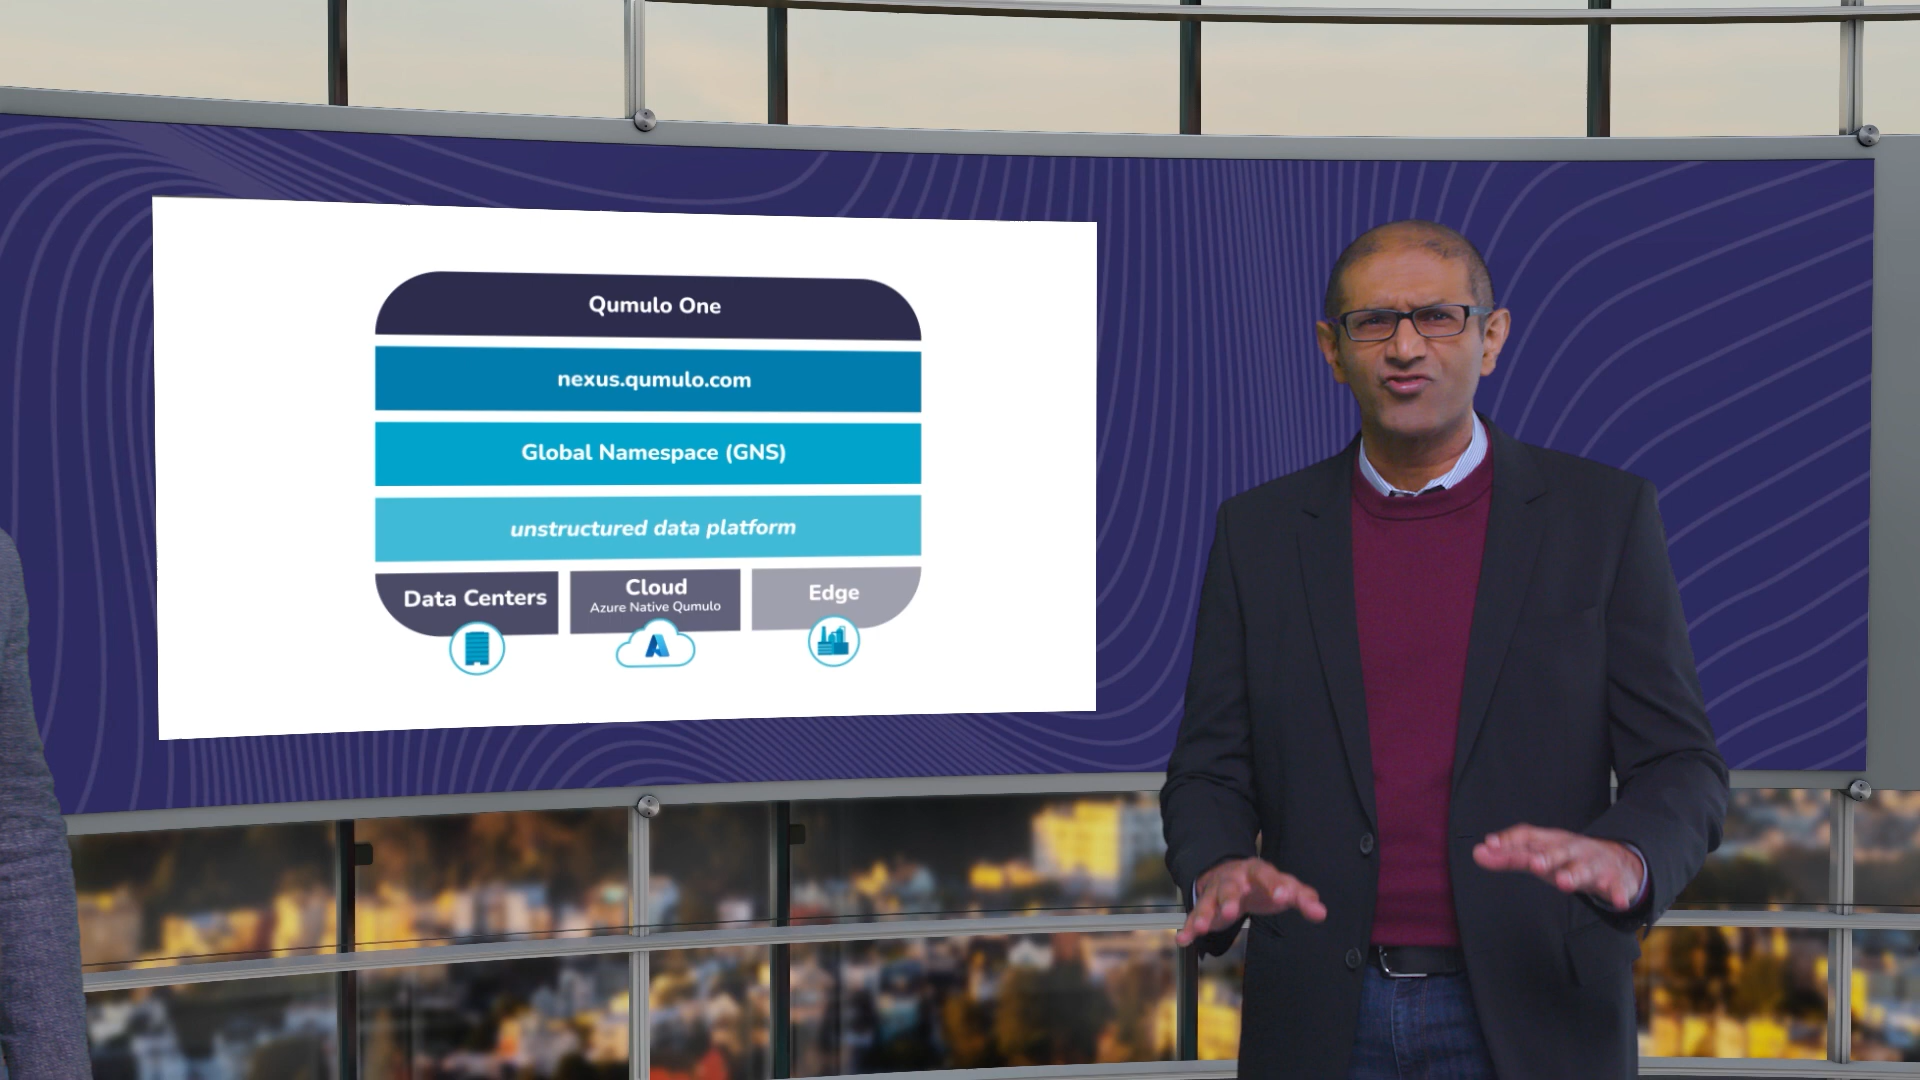 Qumulo One
nexus.qumulo.com
Global Namespace (GNS)
unstructured data platform
Data Centers
Cloud
Azure Native Qumulo
Edge